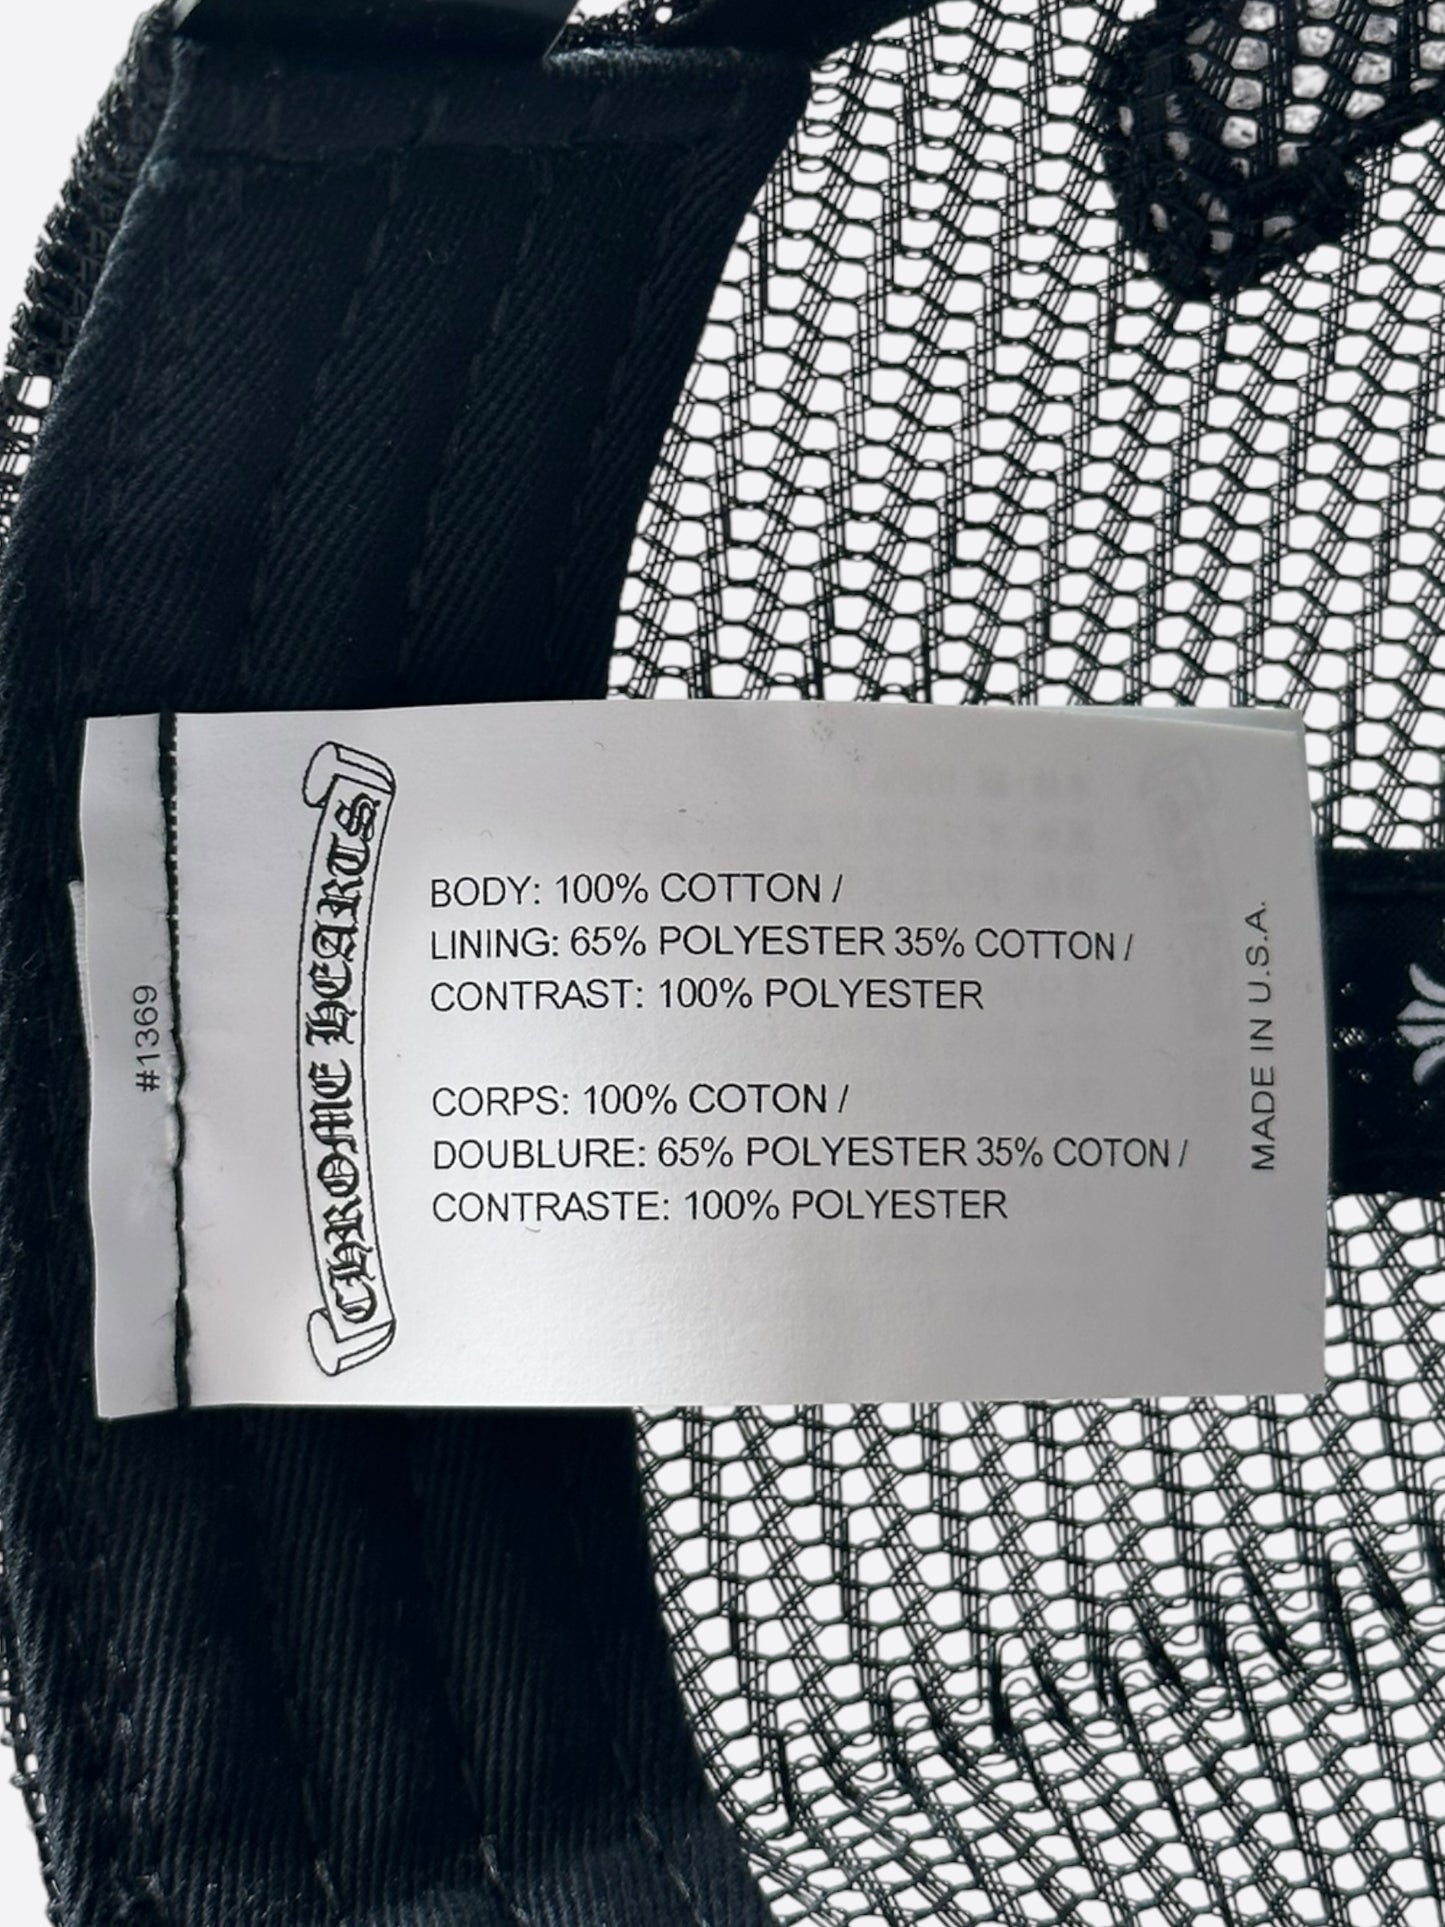 CHROME HEARTS
#1369
BODY: 100% COTTON /
LINING: 65% POLYESTER 35% COTTON /
CONTRAST: 100% POLYESTER
CORPS: 100% COTON /
DOUBLURE: 65% POLYESTER 35% COTON /
CONTRASTE: 100% POLYESTER
MADE IN U.S.A.